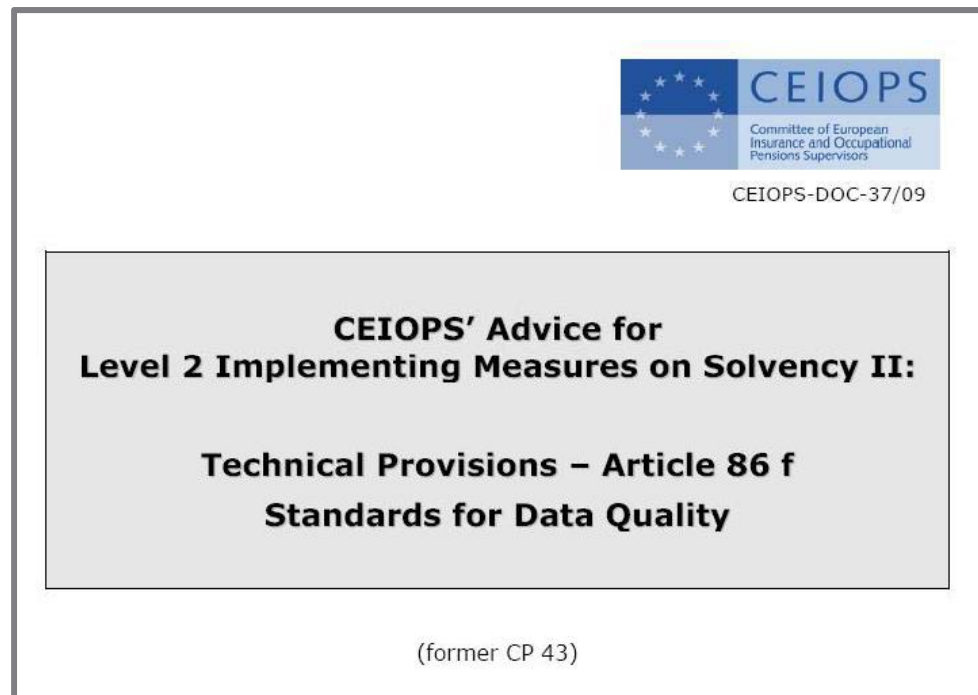 CEIOPS
Committee of European
Insurance and Occupational
Pensions Supervisors
CEIOPS-DOC-37/09
CEIOPS’ Advice for
Level 2 Implementing Measures on Solvency II:
Technical Provisions – Article 86 f
Standards for Data Quality
(former CP 43)